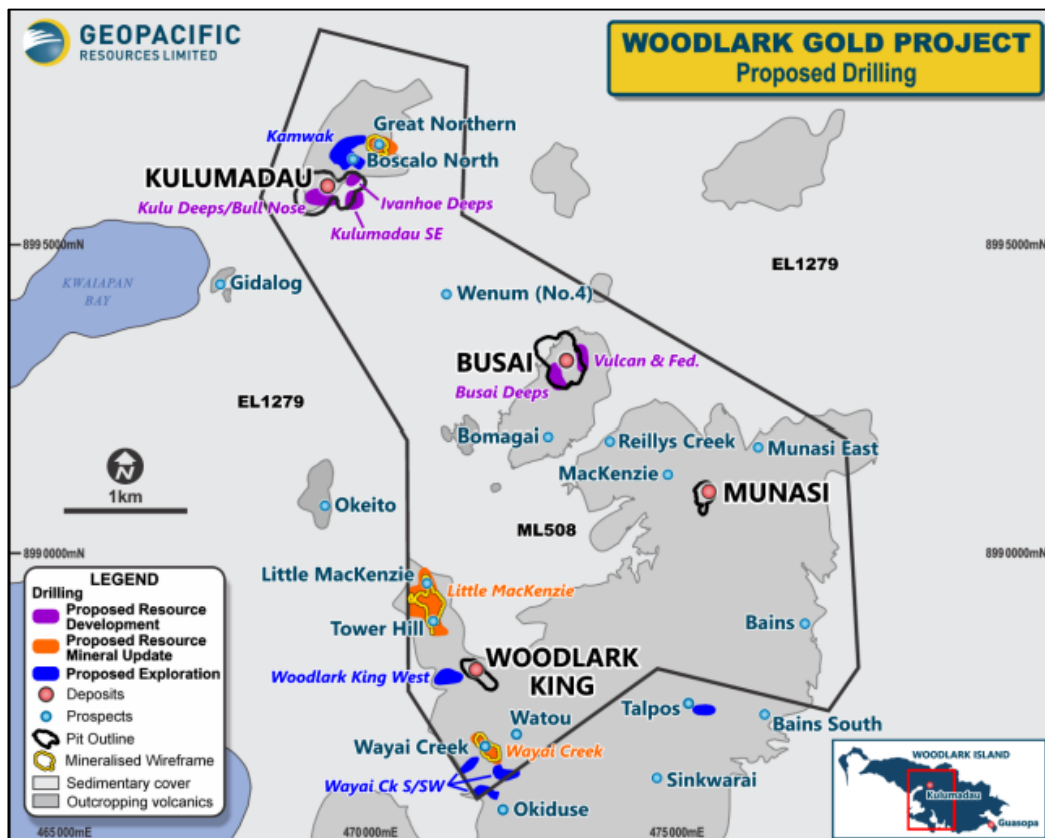 GEOPACIFIC
RESOURCES LIMITED
WOODLARK GOLD PROJECT
Proposed Drilling
Kamwak
Great Northern
Boscalo North
KULUMADAU
Kulu Deeps/Bull Nose
Ivanhoe Deeps
Kulumadau SE
8995000mN
8995000mN
EL1279
KWAIAPAN
BAY
Gidalog
Wenum (No.4)
BUSAI
Vulcan & Fed.
Busai Deeps
EL1279
Bomagai
Reillys Creek
Munasi East
MacKenzie
N
1km
MUNASI
Okeito
ML508
8990000mN
8990000mN
Little MacKenzie
Little MacKenzie
Tower Hill
Bains
WOODLARK
KING
Woodlark King West
Talpos
Bains South
Watou
Wayai Creek
Wayai Creek
Wayai Ck S/SW
Sinkwarai
Okiduse
LEGEND
Drilling
Proposed Resource
Development
Proposed Resource
Mineral Update
Proposed Exploration
Deposits
Prospects
Pit Outline
Mineralised Wireframe
Sedimentary cover
Outcropping volcanics
WOODLARK ISLAND
Kulumadau
Guasopa
465000mE
470000mE
475000mE